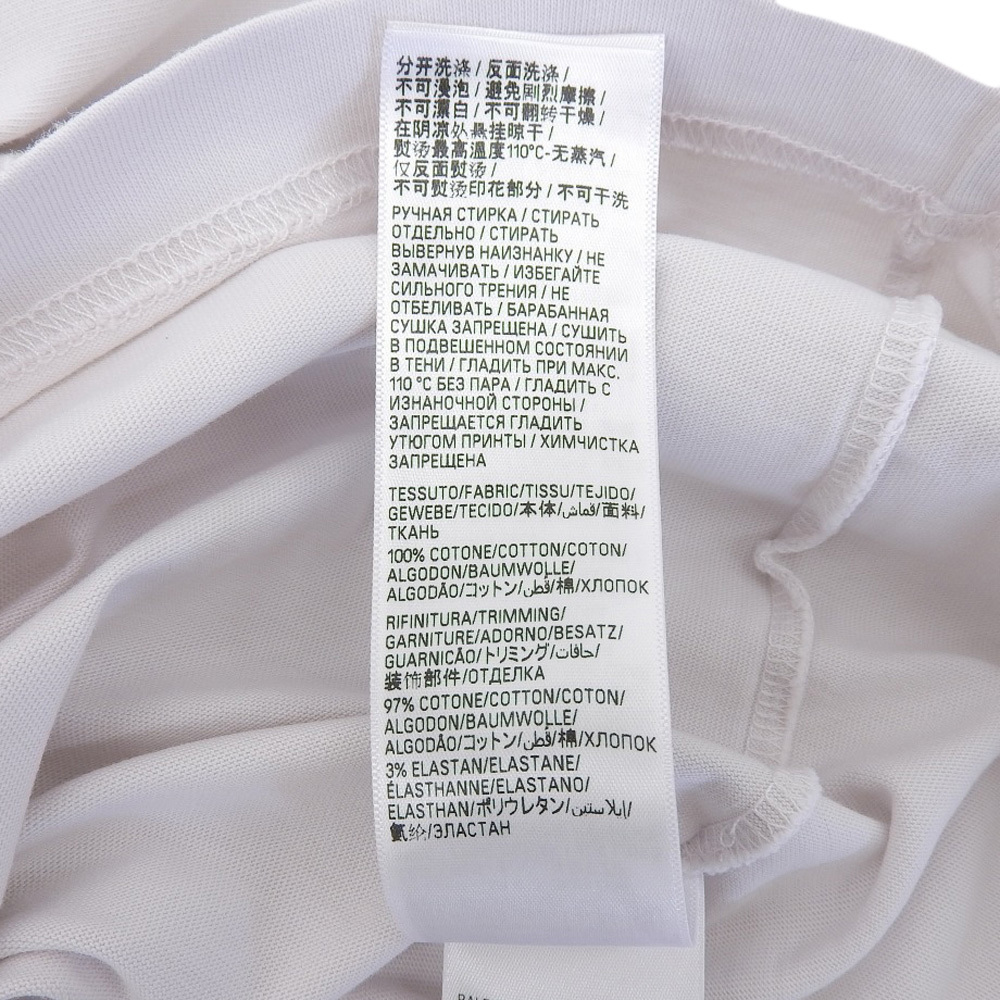 分开洗涤 / 反面洗涤 /
不可浸泡 / 避免剧烈摩擦 /
不可漂白 / 不可翻转干燥 /
在阴凉处悬挂晾干 /
熨烫最高温度110°C-无蒸汽 /
仅反面熨烫 /
不可熨烫印花部分 / 不可干洗
РУЧНАЯ СТИРКА / СТИРАТЬ
ОТДЕЛЬНО / СТИРАТЬ
ВЫВЕРНУВ НАИЗНАНКУ / НЕ
ЗАМАЧИВАТЬ / ИЗБЕГАЙТЕ
СИЛЬНОГО ТРЕНИЯ / НЕ
ОТБЕЛИВАТЬ / БАРАБАННАЯ
СУШКА ЗАПРЕЩЕНА / СУШИТЬ
В ПОДВЕШЕННОМ СОСТОЯНИИ
В ТЕНИ / ГЛАДИТЬ ПРИ МАКС.
110 °C БЕЗ ПАРА / ГЛАДИТЬ С
ИЗНАНОЧНОЙ СТОРОНЫ /
ЗАПРЕЩАЕТСЯ ГЛАДИТЬ
УТЮГОМ ПРИНТЫ / ХИМЧИСТКА
ЗАПРЕЩЕНА
TESSUTO/FABRIC/TISSU/TEJIDO/
GEWEBE/TECIDO/本体/قماش/面料/
ТКАНЬ
100% COTONE/COTTON/COTON/
ALGODON/BAUMWOLLE/
ALGODÃO/コットン/قطن/棉/ХЛОПОК
RIFINITURA/TRIMMING/
GARNITURE/ADORNO/BESATZ/
GUARNICÃO/トリミング/حافات/
装饰部件/ОТДЕЛКА
97% COTONE/COTTON/COTON/
ALGODON/BAUMWOLLE/
ALGODÃO/コットン/قطن/棉/ХЛОПОК
3% ELASTAN/ELASTANE/
ÉLASTHANNE/ELASTANO/
ELASTHAN/ポリウレタン/إيلاستين/
氨纶/ЭЛАСТАН